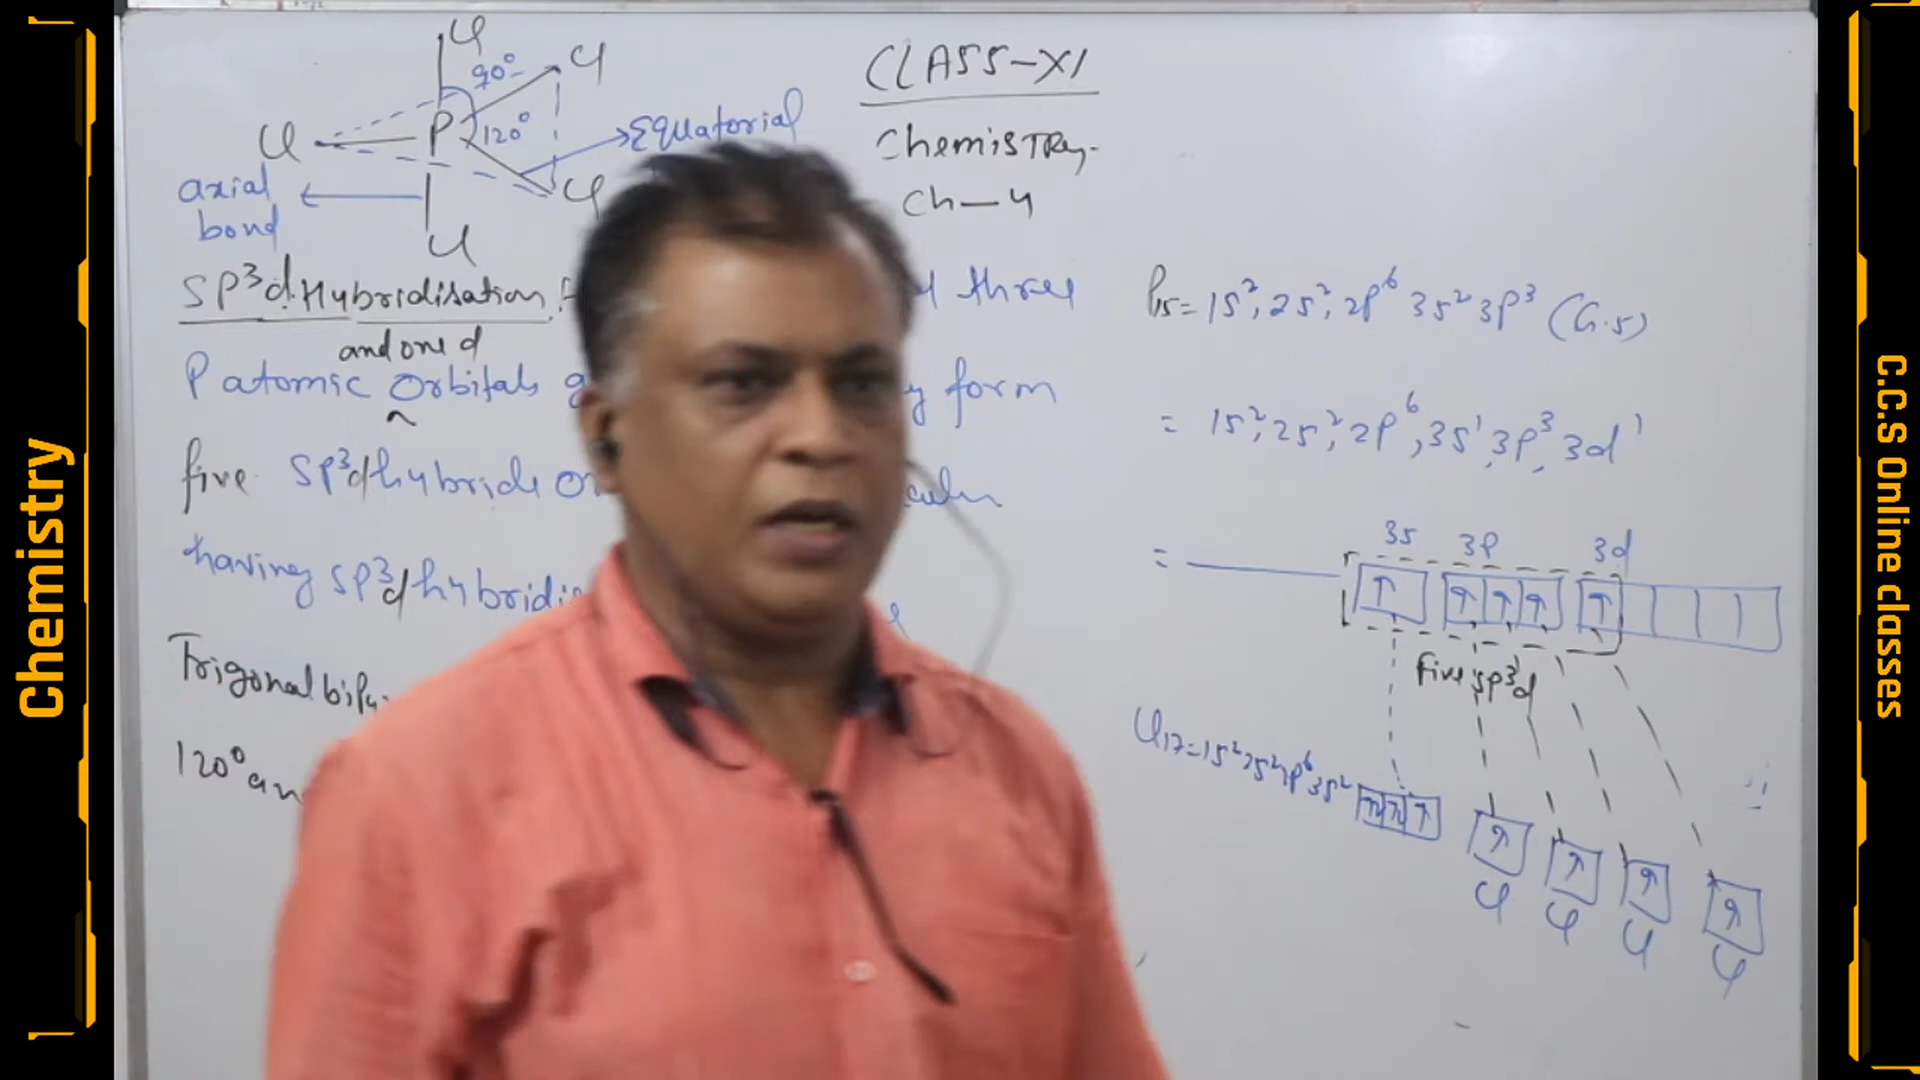 Chemistry
C.C.S Online classes
CLASS-XI
Chemistry.
Ch-4
Cl
90°
Cl
Cl
P
120°
Equatorial
axial
bond
Cl
Cl
SP³d. Hybridisation
three
and one d
P atomic Orbitals
form
five SP³d hybride
having SP³d
Trigonal
120° an
P₁₅ = 1s², 2s², 2p⁶ 3s² 3p³ (G.S)
= 1s², 2s², 2p⁶, 3s¹, 3p³, 3d¹
3s 3p 3d
=
↑ ↑ ↑ ↑ ↑
five sp³d
Cl₁₇ = 1s² 2s² 2p⁶ 3s²
↑↓ ↑↓ ↑ ↑ ↑ ↑ ↑
Cl Cl Cl Cl